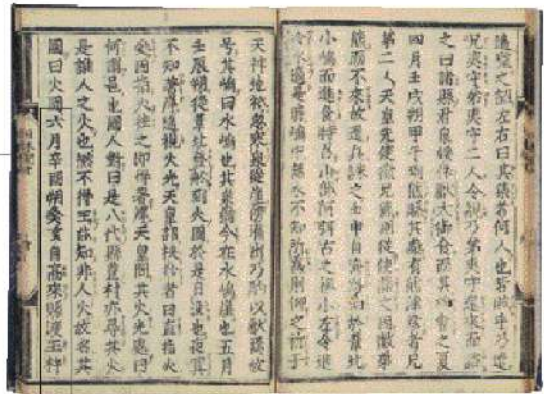 遙望之詔左右曰其集者何人也若賊乎乃遣
兄夷守弟夷守二人令覩乃弟夷守還來而諮
之曰諸縣君泉媛依獻大御食而其族會之夏
四月壬戌朔甲子到熊縣其處有熊津彦者兄
弟二人天皇先使徵兄熊則從使詣之因徵弟
熊而不來故遣兵誅之壬申自海路泊於葦北
小嶋而進食時召山部阿弭古之祖小左令進
冷水適是時嶋中無水不知所爲則仰之祈于
天神地祇忽寒泉從崖傍涌出乃酌以獻焉故
号其嶋曰水嶋也其泉猶今在水嶋崖也五月
壬辰朔從葦北發船到火國於是日沒也夜冥
不知著岸遙視火光天皇詔挾杪者曰直指火
處因指火往之即得著岸天皇問其火光處曰
何謂邑也國人對曰是八代縣豊村亦尋其火
是誰人之火也然不得主茲知非人火故名其
國曰火國六月辛酉朔癸亥自高來縣渡玉杵